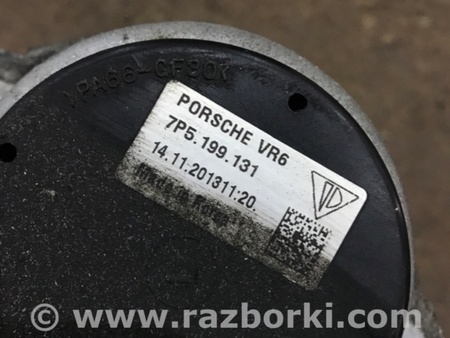 >PA66-GF30<
PORSCHE VR6
7P5.199.131
14.11.201311:20.
© www.razborki.com